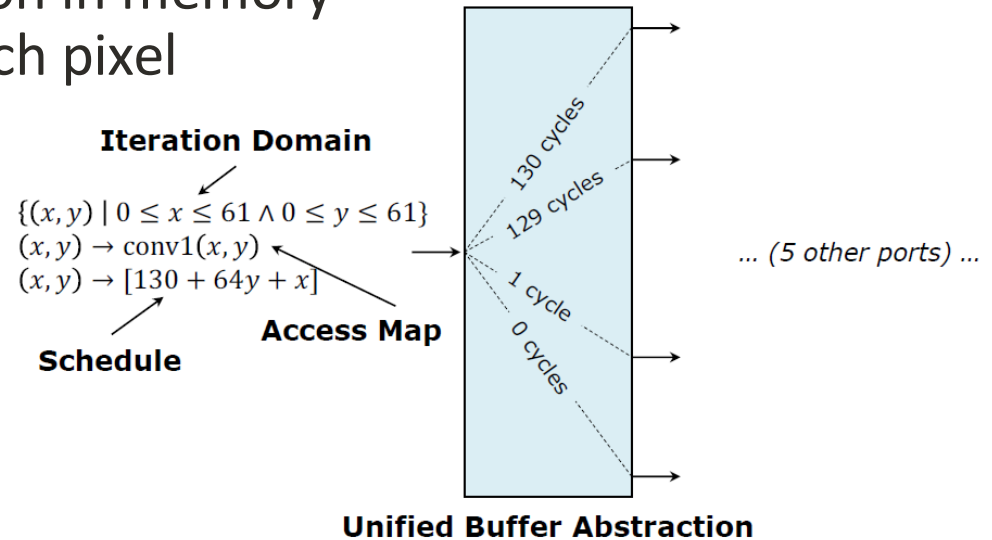 on in memory
ch pixel
Iteration Domain
{(x, y) | 0 ≤ x ≤ 61 ∧ 0 ≤ y ≤ 61}
(x, y) → conv1(x, y)
(x, y) → [130 + 64y + x]
Access Map
Schedule
130 cycles
129 cycles
1 cycle
0 cycles
... (5 other ports) ...
Unified Buffer Abstraction